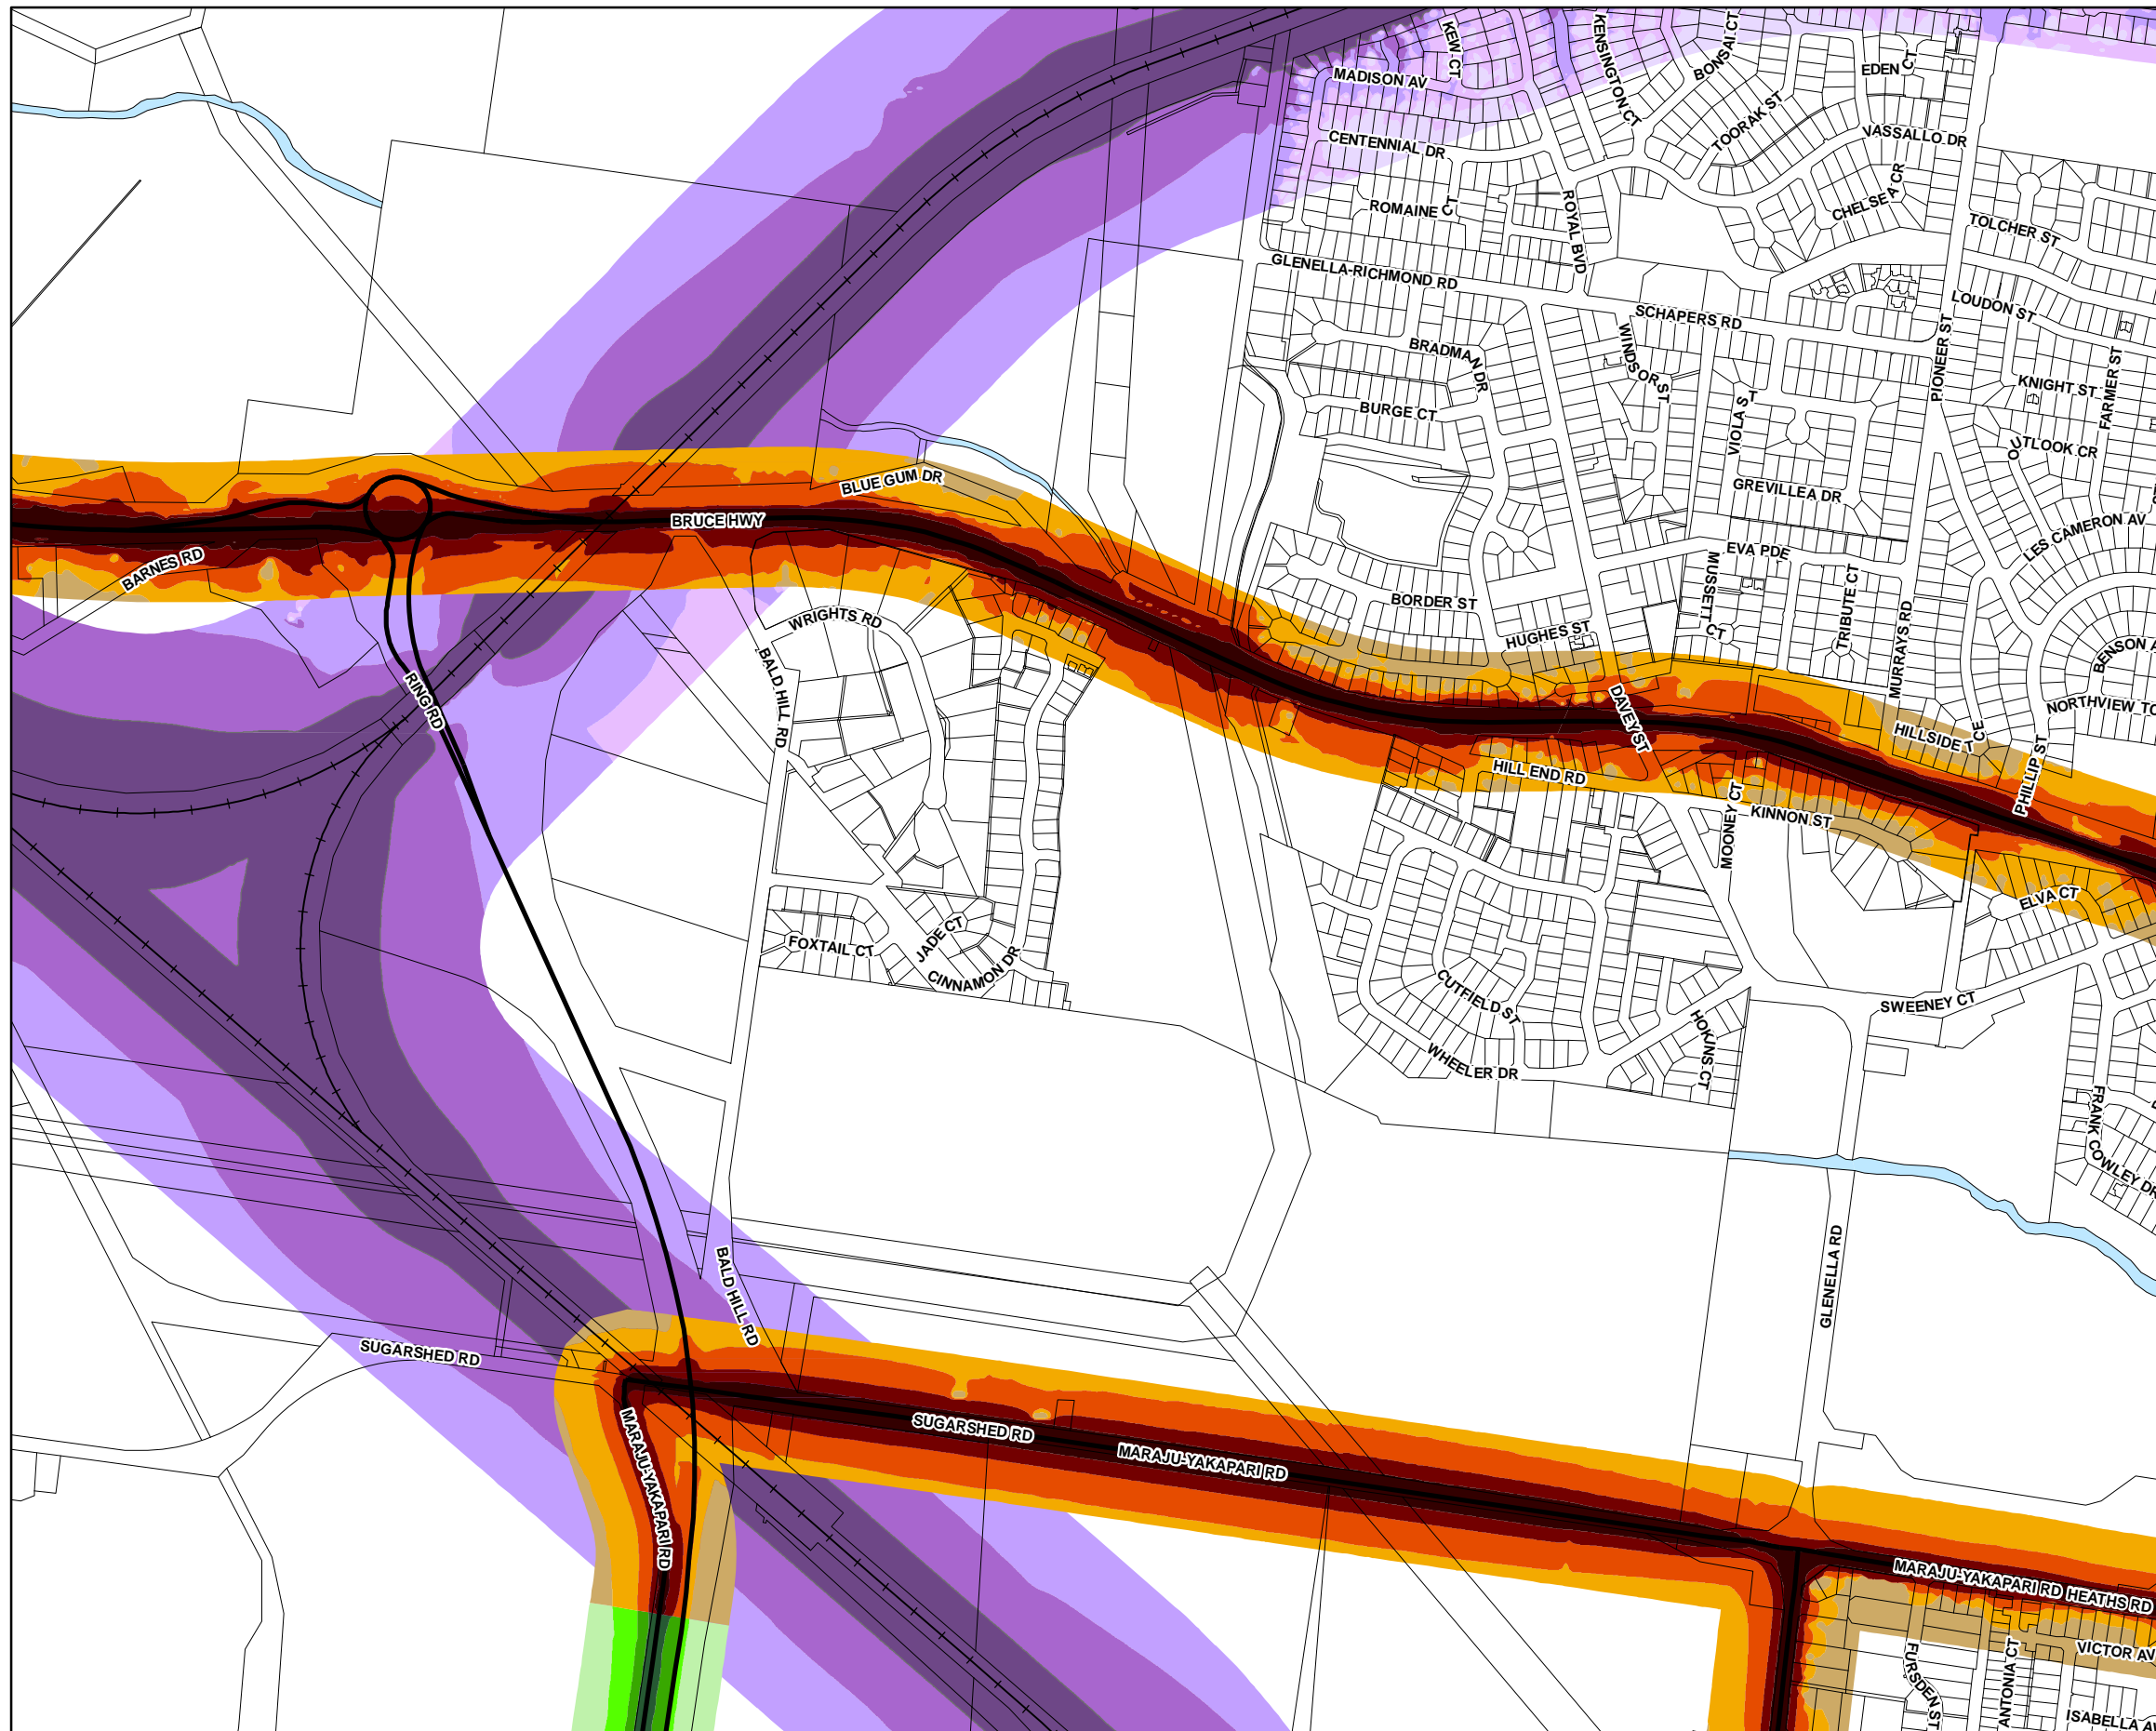 KEW CT
KENSINGTON CT
BONSAI CT
EDEN CT
MADISON AV
TOORAK ST
VASSALLO DR
CENTENNIAL DR
CHELSEA CR
ROMAINE CT
ROYAL BVD
TOLCHER ST
GLENELLA-RICHMOND RD
LOUDON ST
SCHAPERS RD
PIONEER ST
BRADMAN DR
WINDSOR ST
KNIGHT ST
FARMER ST
BURGE CT
VIOLA ST
OUTLOOK CR
BLUE GUM DR
GREVILLEA DR
BRUCE HWY
LES CAMERON AV
BARNES RD
EVA PDE
MUSSETT CT
TRIBUTE CT
BORDER ST
WRIGHTS RD
HUGHES ST
MURRAYS RD
BENSON A
BALD HILL RD
RING RD
DAVEY ST
NORTHVIEW TC
HILLSIDE TCE
HILL END RD
PHILLIP ST
MOONEY CT
KINNON ST
ELVA CT
FOXTAIL CT
JADE CT
CINNAMON DR
CUTFIELD ST
SWEENEY CT
HOKINS CT
WHEELER DR
FRANK COWLEY DR
GLENELLA RD
BALD HILL RD
SUGARSHED RD
SUGARSHED RD
MARAJU-YAKAPARI RD
MARAJU-YAKAPARI RD
MARAJU-YAKAPARI RD
HEATHS RD
VICTOR AV
FURSDEN ST
ANTONIA CT
ISABELLA A